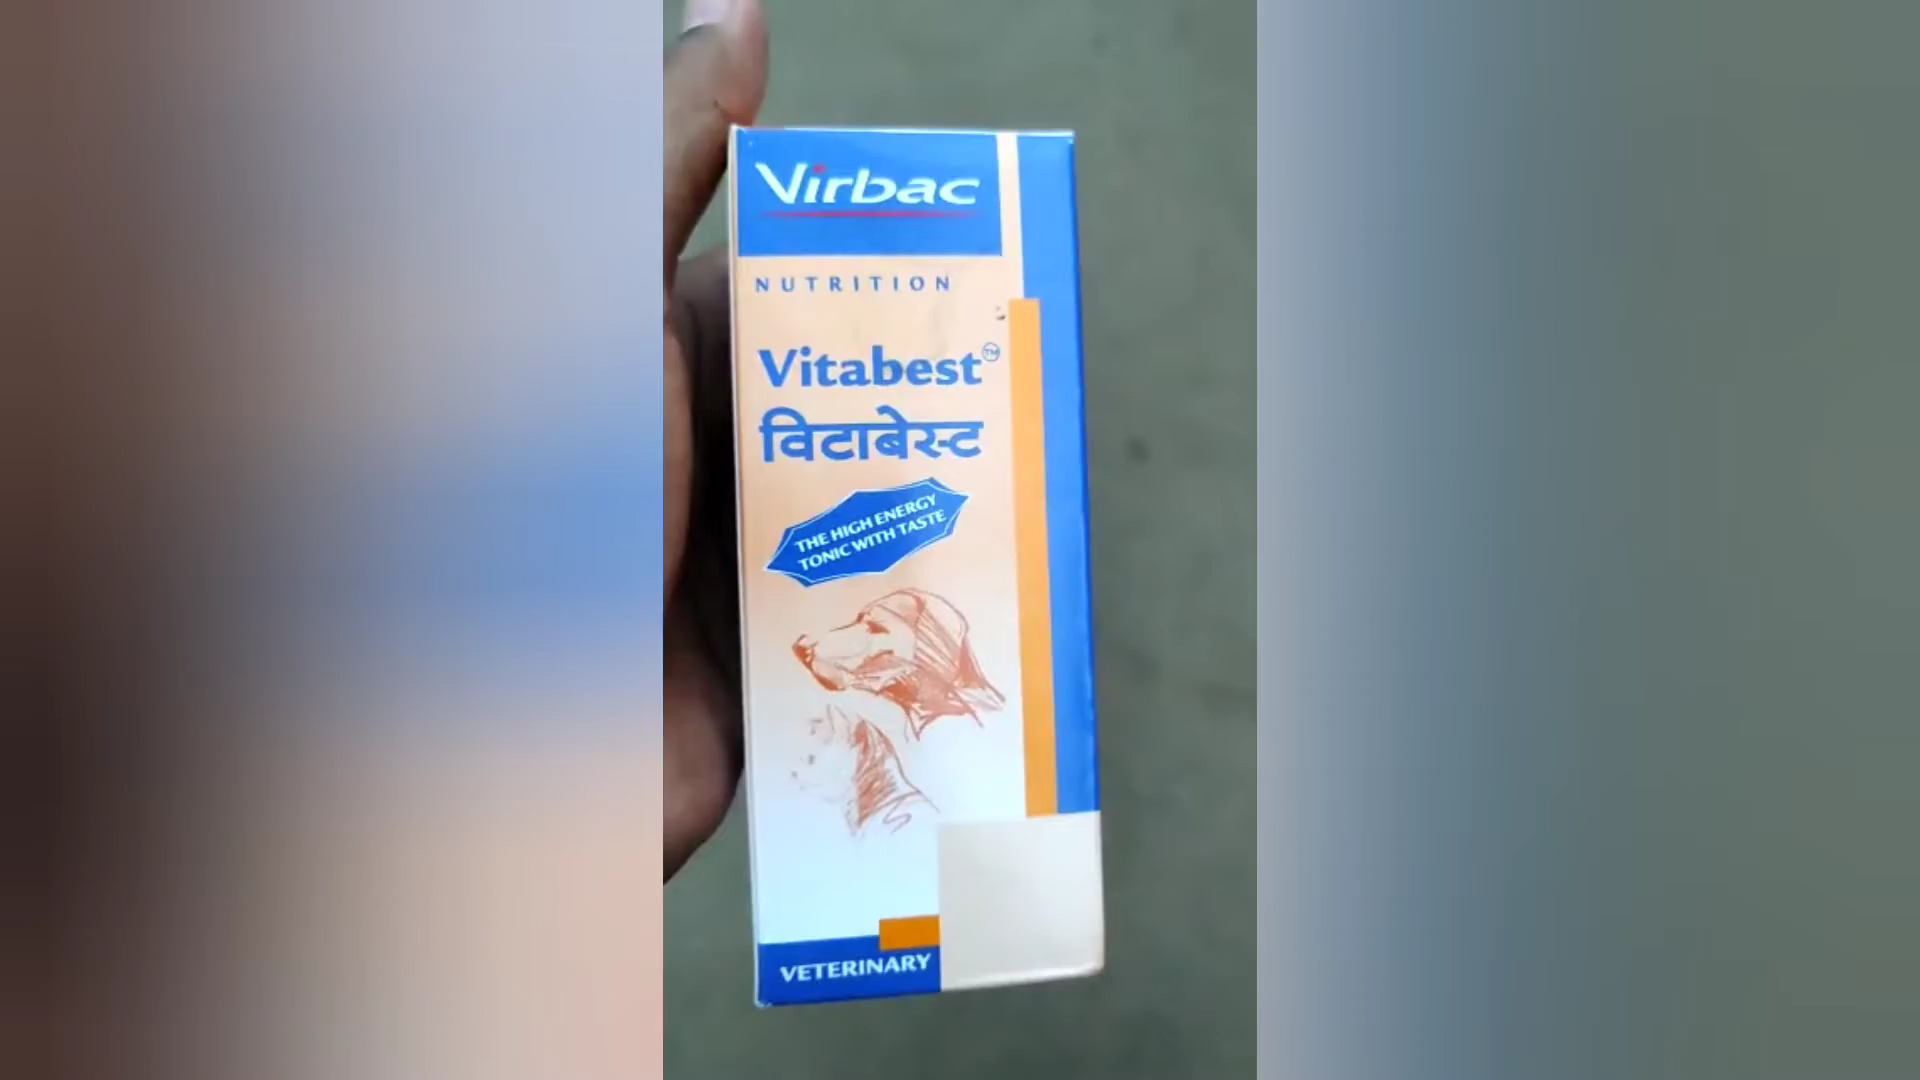 Virbac
NUTRITION
Vitabest™
विटाबेस्ट
THE HIGH ENERGY
TONIC WITH TASTE
VETERINARY